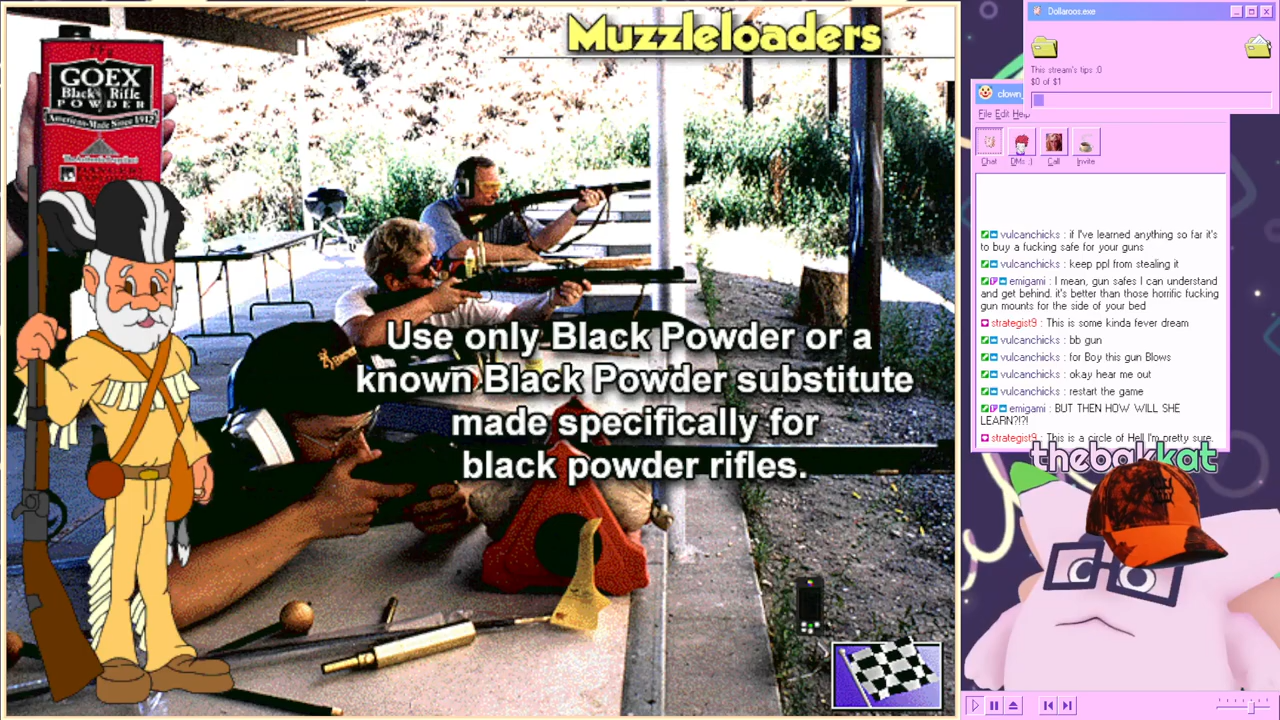 Muzzleloaders
FFg
GOEX
Black Rifle
POWDER
American-Made Since 1912
Use only Black Powder or a
known Black Powder substitute
made specifically for
black powder rifles.
Dollaroos.exe
This stream's tips :0
$0 of $1
clown_
File Edit Help
Chat
DMs :)
Call
Invite
vulcanchicks : if I've learned anything so far it's
to buy a fucking safe for your guns
vulcanchicks : keep ppl from stealing it
emigami : I mean, gun safes I can understand
and get behind. it's better than those horrific fucking
gun mounts for the side of your bed
strategist9 : This is some kinda fever dream
vulcanchicks : bb gun
vulcanchicks : for Boy this gun Blows
vulcanchicks : okay hear me out
vulcanchicks : restart the game
emigami : BUT THEN HOW WILL SHE
LEARN?!?!
strategist9 : This is a circle of Hell I'm pretty sure.
thebakkat